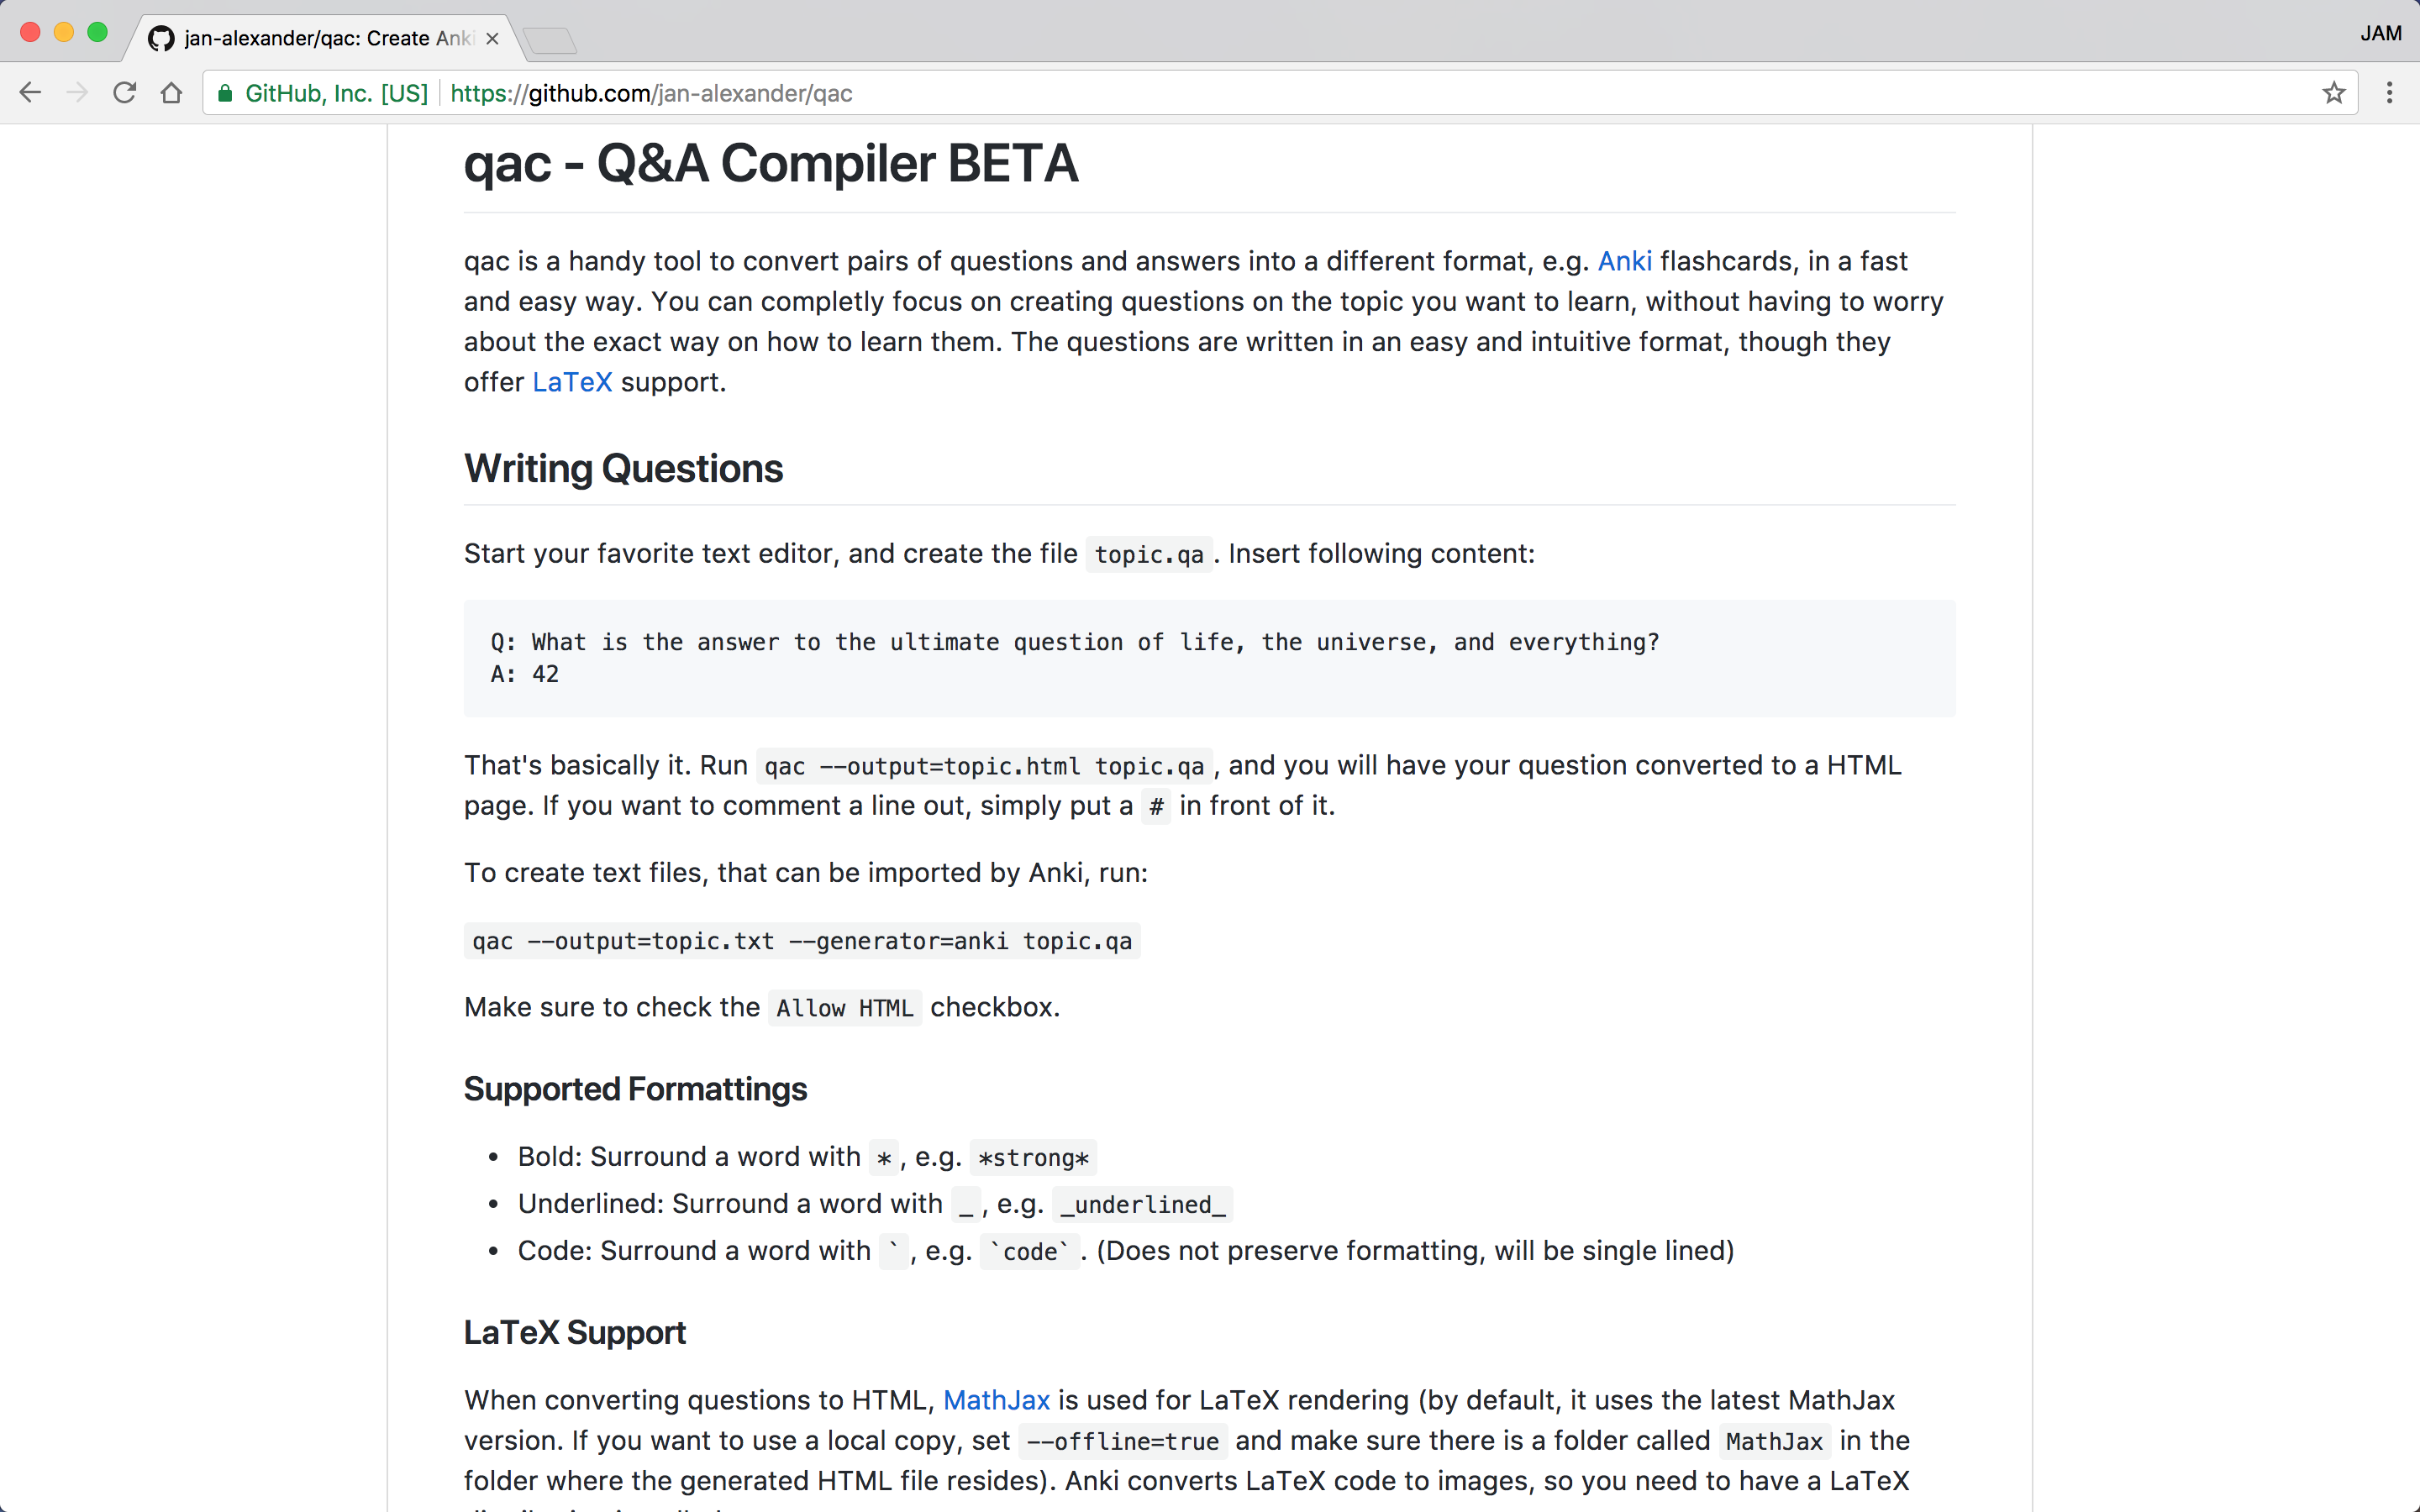 jan-alexander/qac: Create Anki
JAM
GitHub, Inc. [US] https://github.com/jan-alexander/qac
qac - Q&A Compiler BETA
qac is a handy tool to convert pairs of questions and answers into a different format, e.g. Anki flashcards, in a fast
and easy way. You can completly focus on creating questions on the topic you want to learn, without having to worry
about the exact way on how to learn them. The questions are written in an easy and intuitive format, though they
offer LaTeX support.
Writing Questions
Start your favorite text editor, and create the file topic.qa. Insert following content:
Q: What is the answer to the ultimate question of life, the universe, and everything?
A: 42
That's basically it. Run qac --output=topic.html topic.qa, and you will have your question converted to a HTML
page. If you want to comment a line out, simply put a # in front of it.
To create text files, that can be imported by Anki, run:
qac --output=topic.txt --generator=anki topic.qa
Make sure to check the Allow HTML checkbox.
Supported Formattings
• Bold: Surround a word with *, e.g. *strong*
• Underlined: Surround a word with _, e.g. _underlined_
• Code: Surround a word with `, e.g. `code`. (Does not preserve formatting, will be single lined)
LaTeX Support
When converting questions to HTML, MathJax is used for LaTeX rendering (by default, it uses the latest MathJax
version. If you want to use a local copy, set --offline=true and make sure there is a folder called MathJax in the
folder where the generated HTML file resides). Anki converts LaTeX code to images, so you need to have a LaTeX